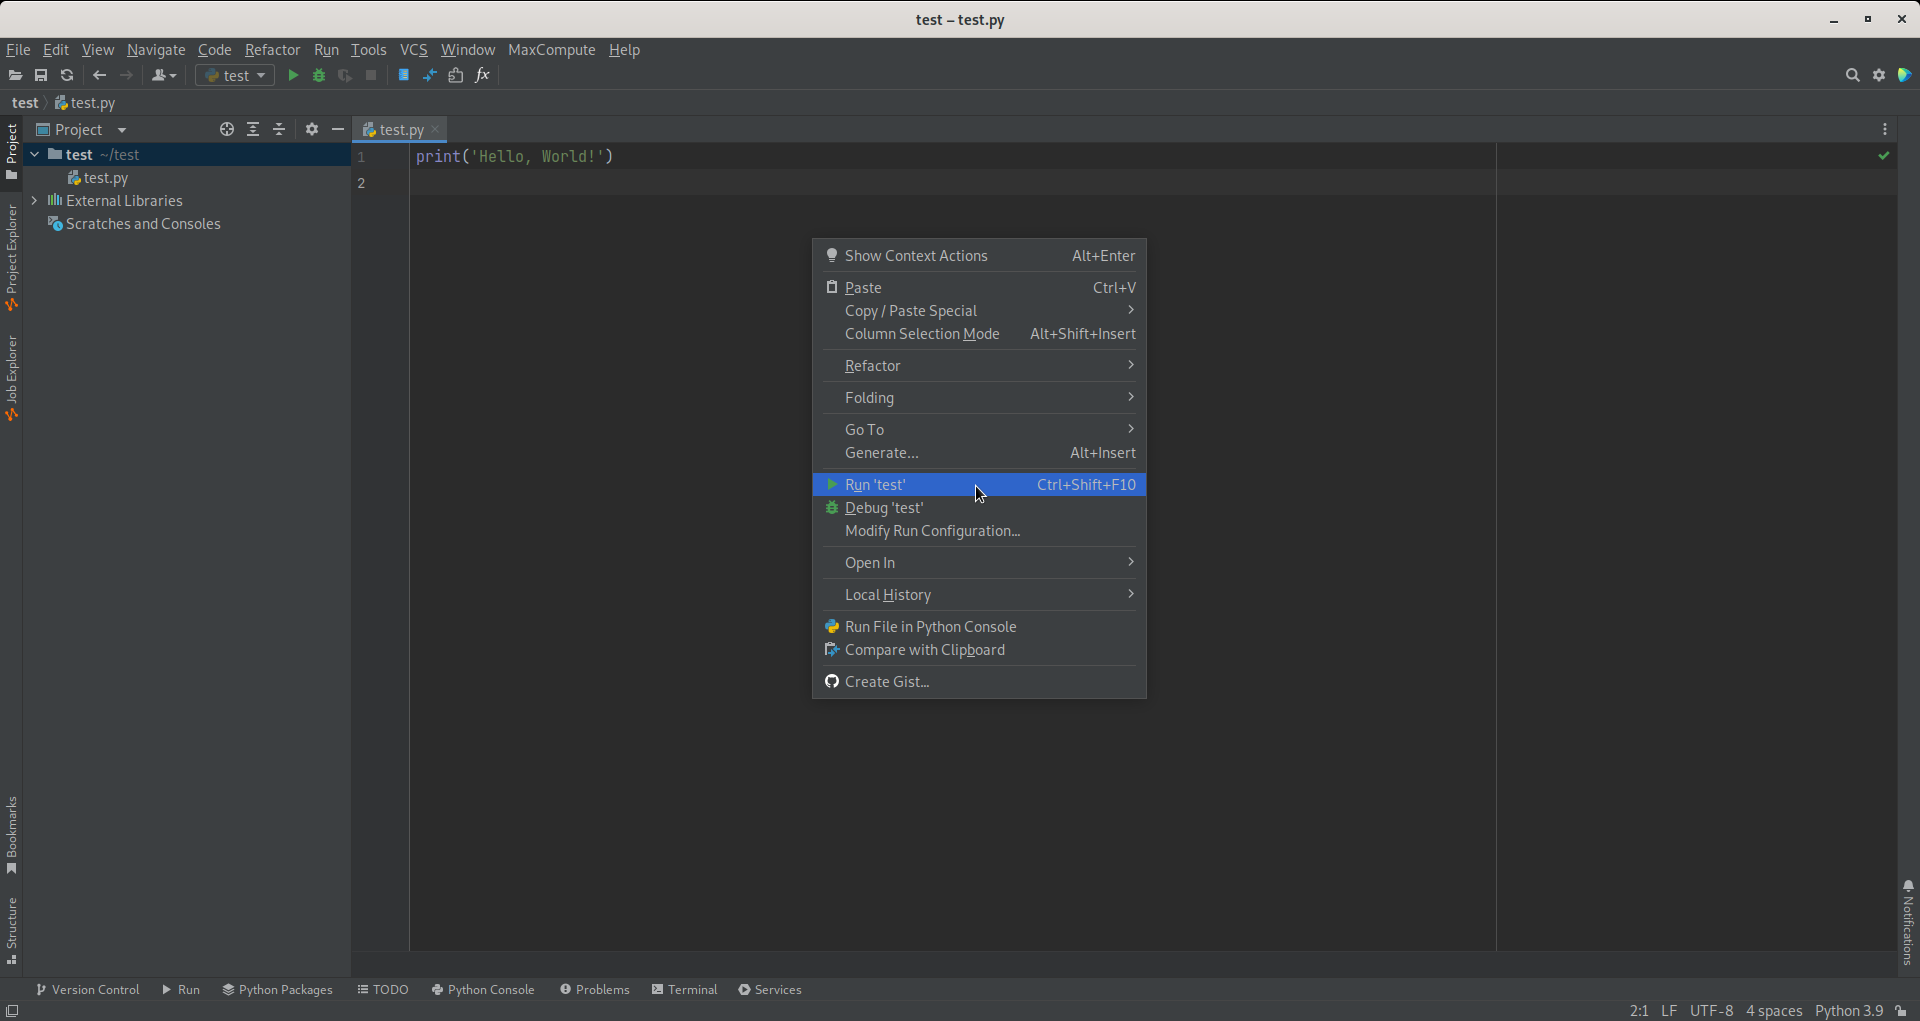 test – test.py
File Edit View Navigate Code Refactor Run Tools VCS Window MaxCompute Help
test
test test.py
Project
test ~/test
test.py
External Libraries
Scratches and Consoles
Project
Project Explorer
Job Explorer
Bookmarks
Structure
test.py
1 print('Hello, World!')
2
Show Context Actions Alt+Enter
Paste Ctrl+V
Copy / Paste Special
Column Selection Mode Alt+Shift+Insert
Refactor
Folding
Go To
Generate... Alt+Insert
Run 'test' Ctrl+Shift+F10
Debug 'test'
Modify Run Configuration...
Open In
Local History
Run File in Python Console
Compare with Clipboard
Create Gist...
Notifications
Version Control Run Python Packages TODO Python Console Problems Terminal Services
2:1 LF UTF-8 4 spaces Python 3.9